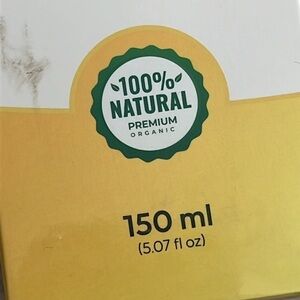 100%
NATURAL
PREMIUM
ORGANIC
150 ml
(5.07 fl oz)